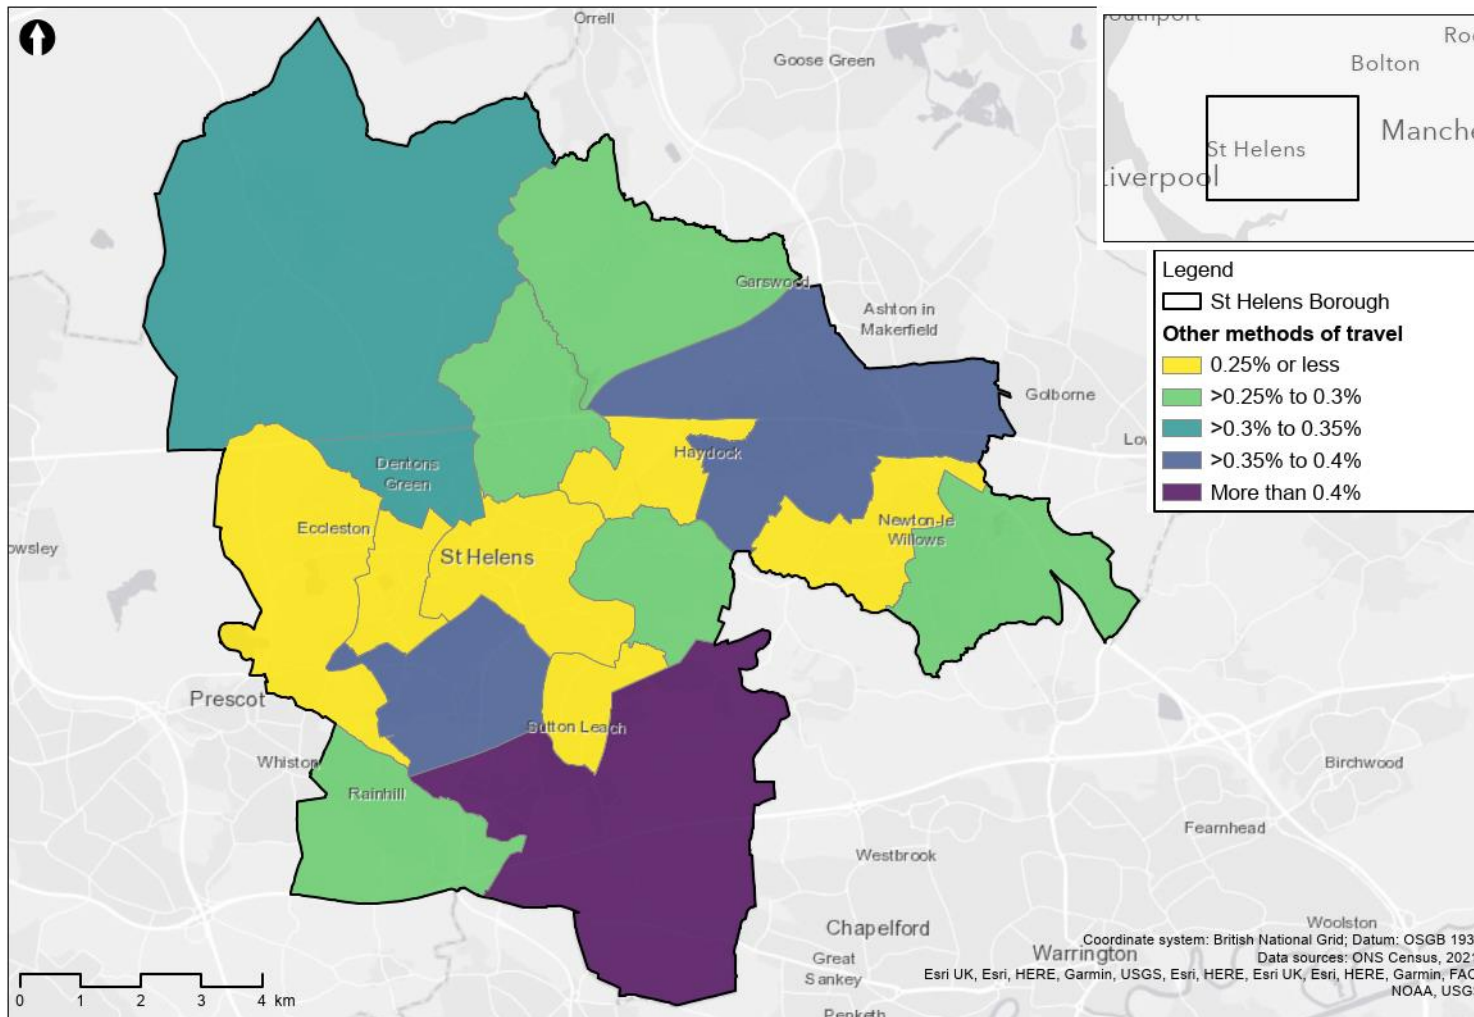 Orrell
Goose Green
Garswood
Ashton in
Makerfield
Golborne
Haydock
Dentons
Green
Eccleston
St Helens
Newton-le
Willows
Prescot
Whiston
Sutton Leach
Rainhill
Birchwood
Fearnhead
Westbrook
Chapelford
Great
Sankey
Warrington
Woolston
Penketh
0 1 2 3 4 km
Bolton
St Helens
Legend
St Helens Borough
Other methods of travel
0.25% or less
>0.25% to 0.3%
>0.3% to 0.35%
>0.35% to 0.4%
More than 0.4%
Coordinate system: British National Grid; Datum: OSGB 193
Data sources: ONS Census, 2021
Esri UK, Esri, HERE, Garmin, USGS, Esri, HERE, Esri UK, Esri, HERE, Garmin, FAO
NOAA, USGS